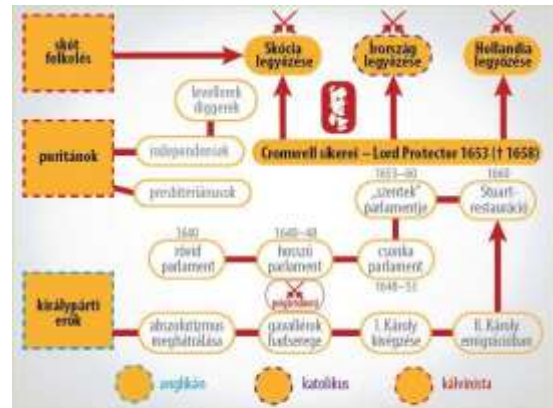 skót
felkelés
Skócia
legyőzése
Írország
legyőzése
Hollandia
legyőzése
levellerek
diggerek
puritánok
independensek
Cromwell sikerei – Lord Protector 1653 († 1658)
presbiteriánusok
1653–60
„szentek"
parlamentje
1660
Stuart-
restauráció
1640
rövid
parlament
1640–48
hosszú
parlament
csonka
parlament
1648–53
királypárti
erők
polgárháború
abszolutizmus
meghátrálása
gavallérok
hadserege
I. Károly
kivégzése
II. Károly
emigrációban
anglikán
katolikus
kálvinista